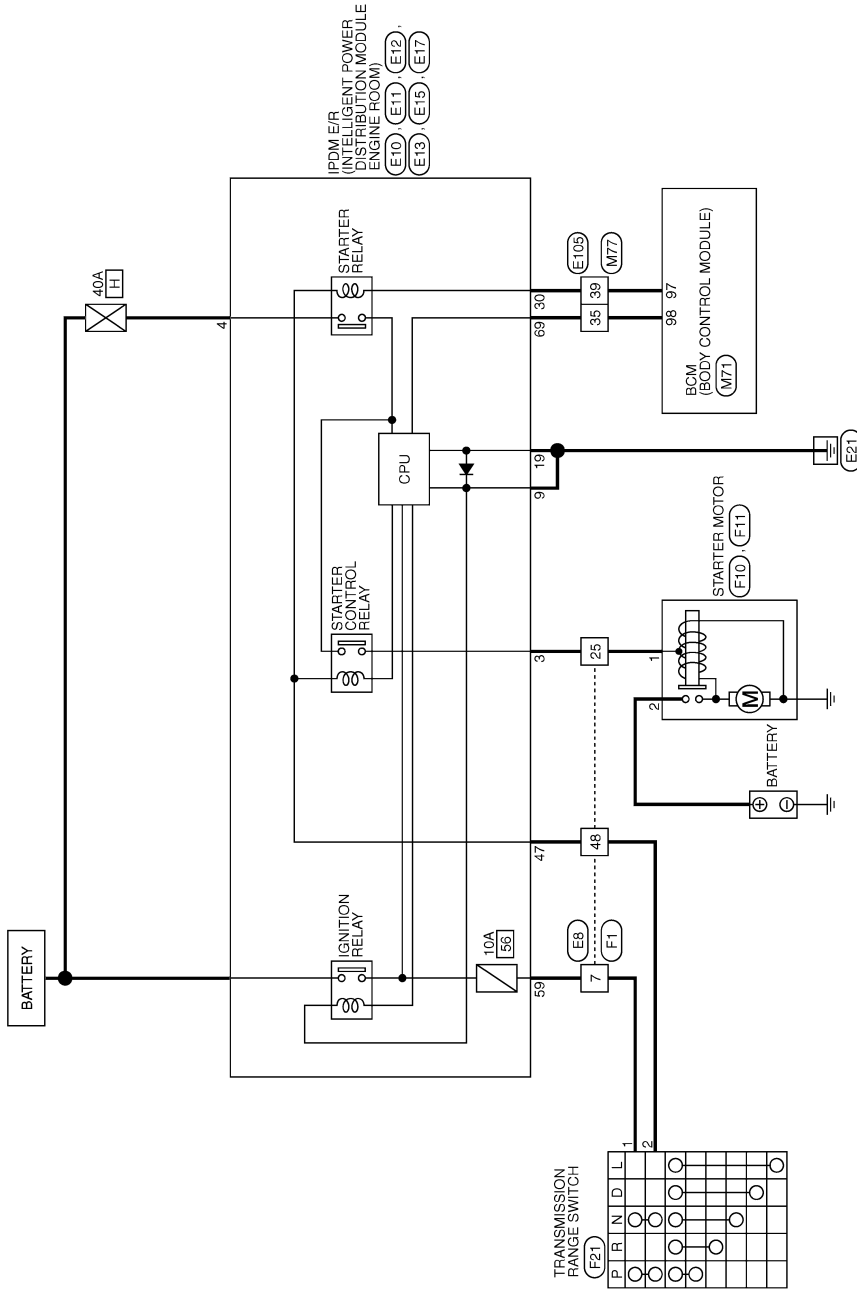 BATTERY
40A
H
IPDM E/R
(INTELLIGENT POWER
DISTRIBUTION MODULE
ENGINE ROOM)
E10 , E11 , E12 ,
E13 , E15 , E17
IGNITION
RELAY
STARTER
CONTROL
RELAY
STARTER
RELAY
CPU
10A
56
4
59
47
3
9
19
69
30
E8
F1
7
48
25
35
39
E105
M77
TRANSMISSION
RANGE SWITCH
F21
P R N D L
1
2
BATTERY
2
1
STARTER MOTOR
F10 , F11
M
E21
98
97
BCM
(BODY CONTROL MODULE)
M71